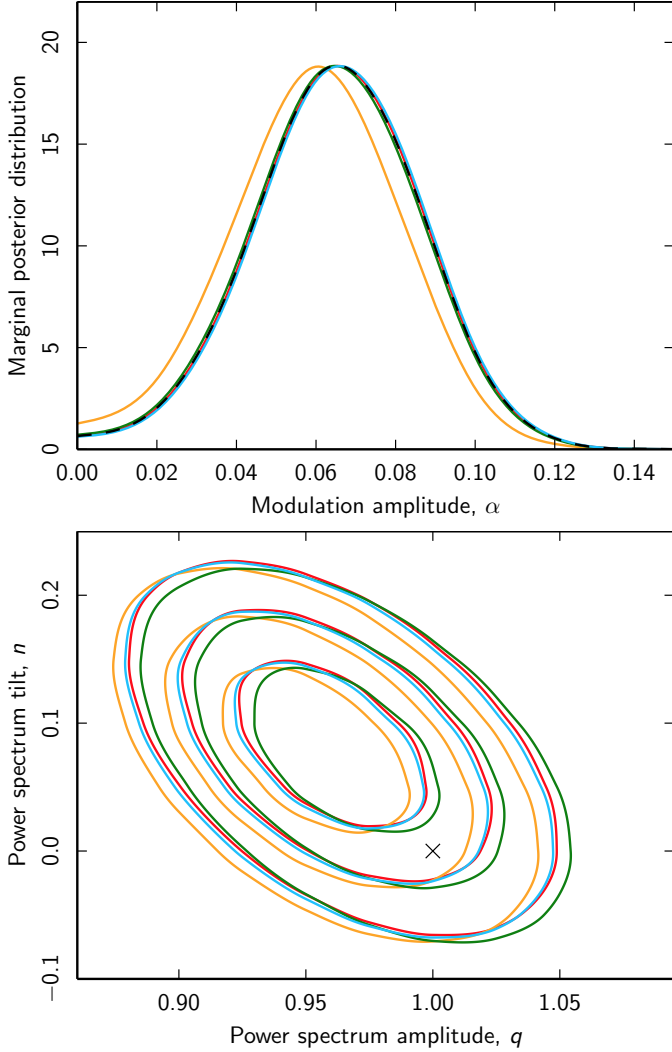 Marginal posterior distribution
20
15
10
5
0
0.00 0.02 0.04 0.06 0.08 0.10 0.12 0.14
Modulation amplitude, α
Power spectrum tilt, n
0.2
0.1
0.0
−0.1
0.90 0.95 1.00 1.05
Power spectrum amplitude, q